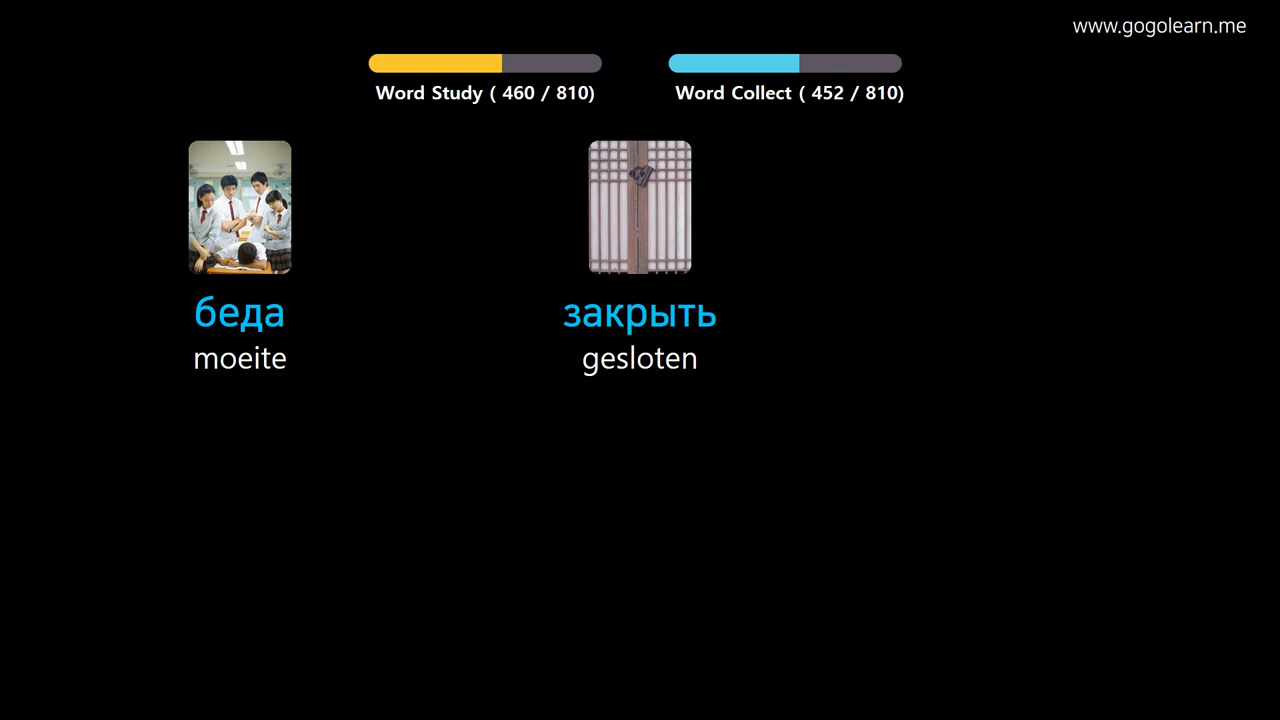 www.gogolearn.me
Word Study ( 460 / 810)
Word Collect ( 452 / 810)
беда
закрыть
moeite
gesloten